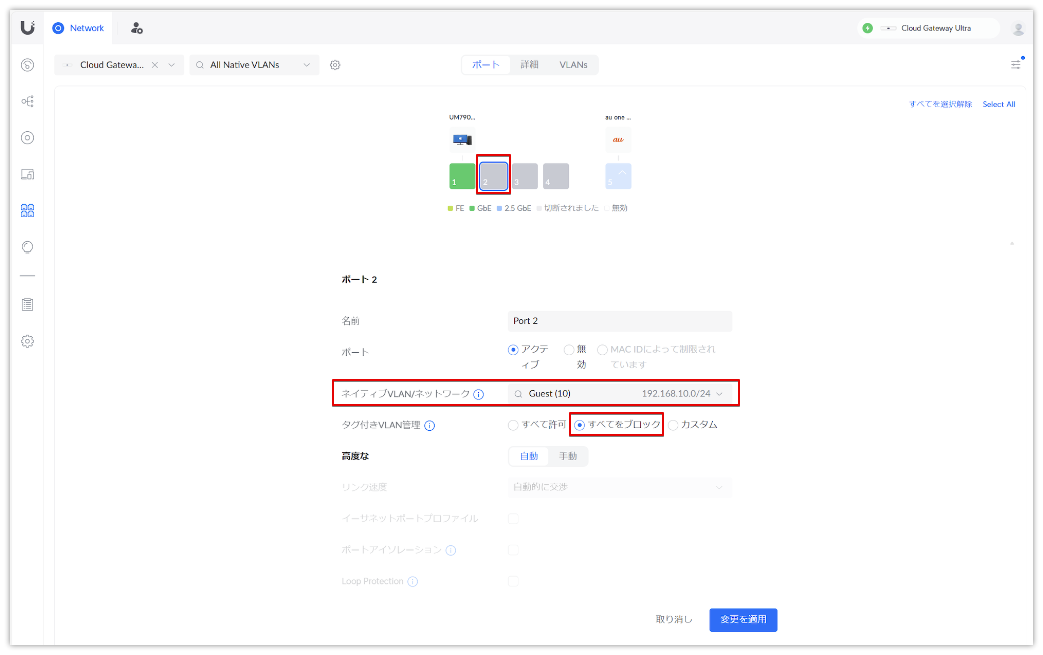 Network
Cloud Gateway Ultra
Cloud Gatewa...
All Native VLANs
ポート
詳細
VLANs
すべてを選択解除
Select All
UM790...
au one ...
au
1
2
3
4
5
FE
GbE
2.5 GbE
切断されました
無効
ポート 2
名前
Port 2
ポート
アクティブ
無効
MAC IDによって制限されています
ネイティブVLAN/ネットワーク
Guest (10)
192.168.10.0/24
タグ付きVLAN管理
すべて許可
すべてをブロック
カスタム
高度な
自動
手動
リンク速度
自動的に交渉
イーサネットポートプロファイル
ポートアイソレーション
Loop Protection
取り消し
変更を適用